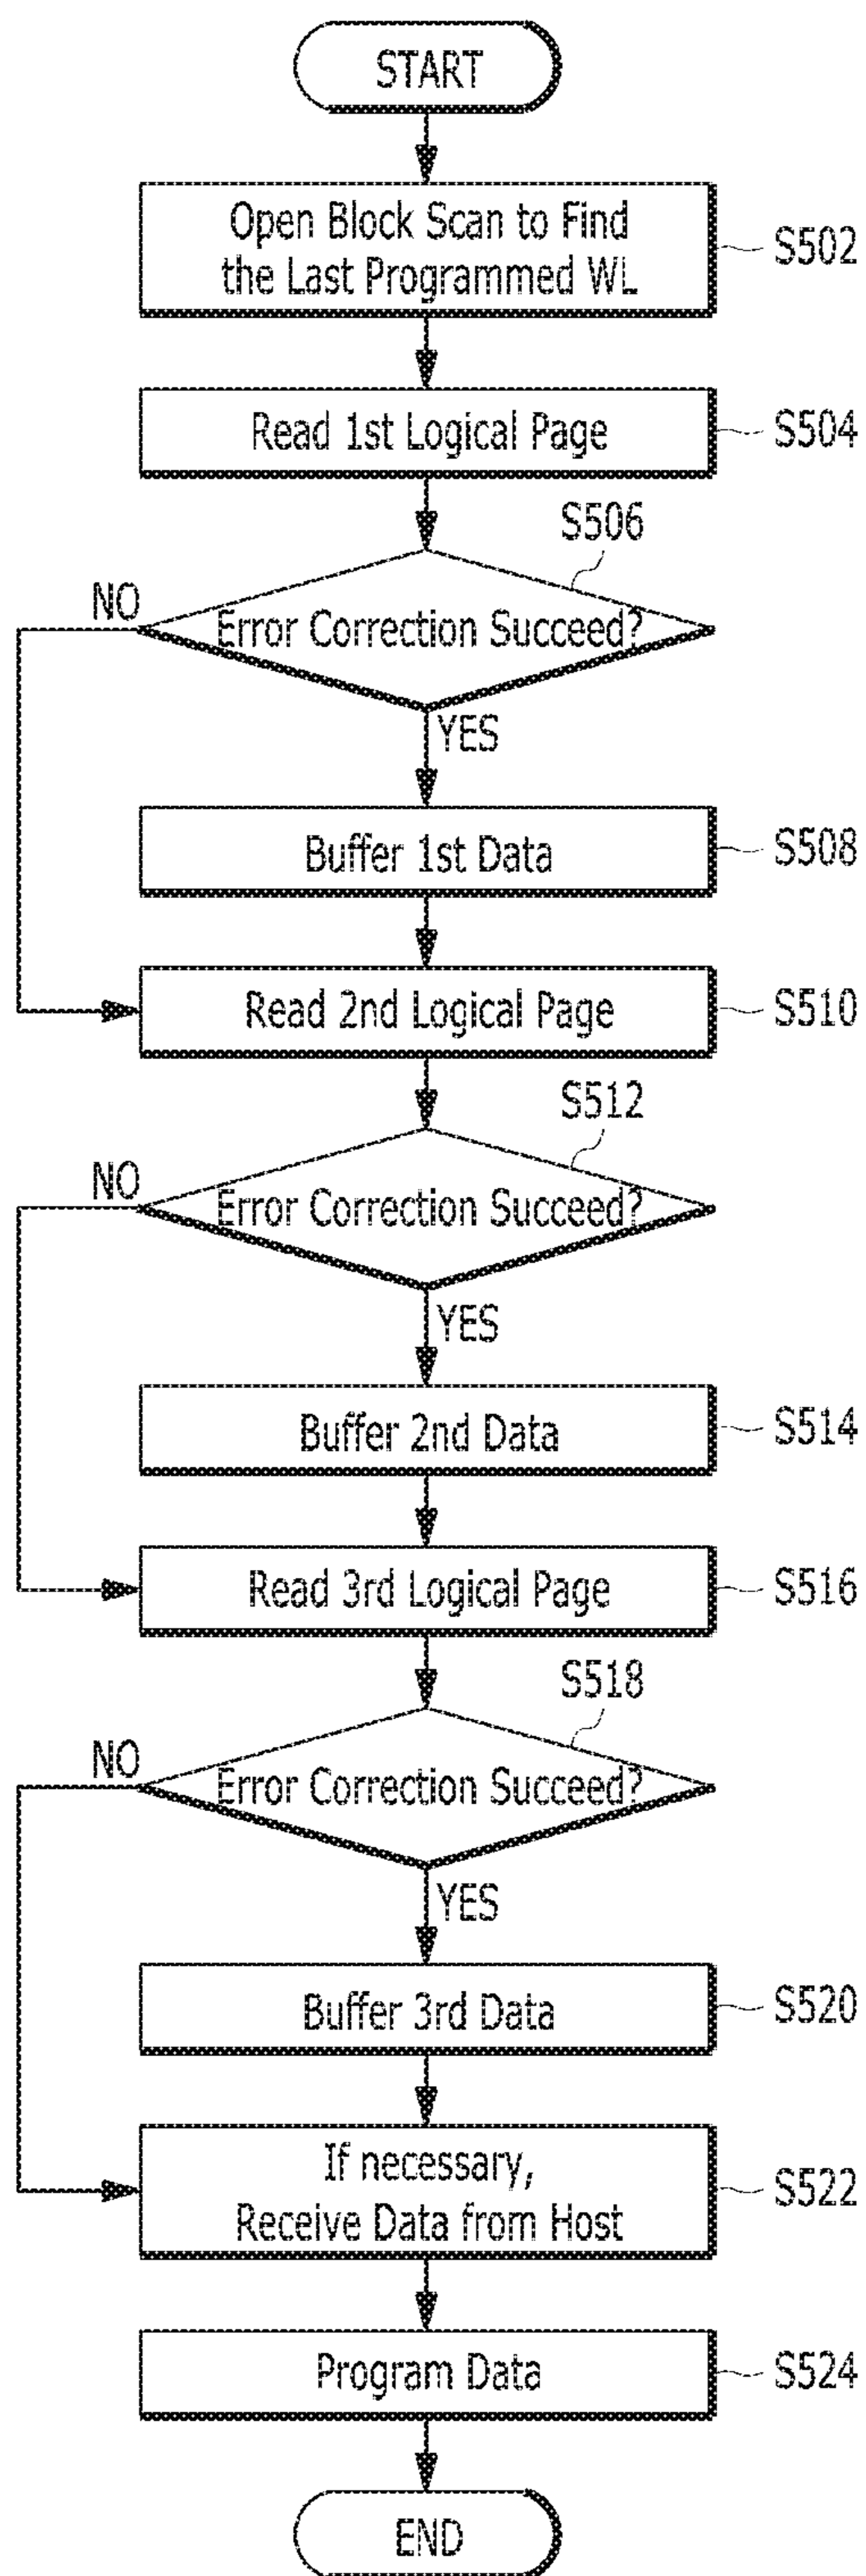 START
Open Block Scan to Find
the Last Programmed WL
S502
Read 1st Logical Page
S504
S506
Error Correction Succeed?
NO
YES
Buffer 1st Data
S508
Read 2nd Logical Page
S510
S512
Error Correction Succeed?
NO
YES
Buffer 2nd Data
S514
Read 3rd Logical Page
S516
S518
Error Correction Succeed?
NO
YES
Buffer 3rd Data
S520
If necessary,
Receive Data from Host
S522
Program Data
S524
END